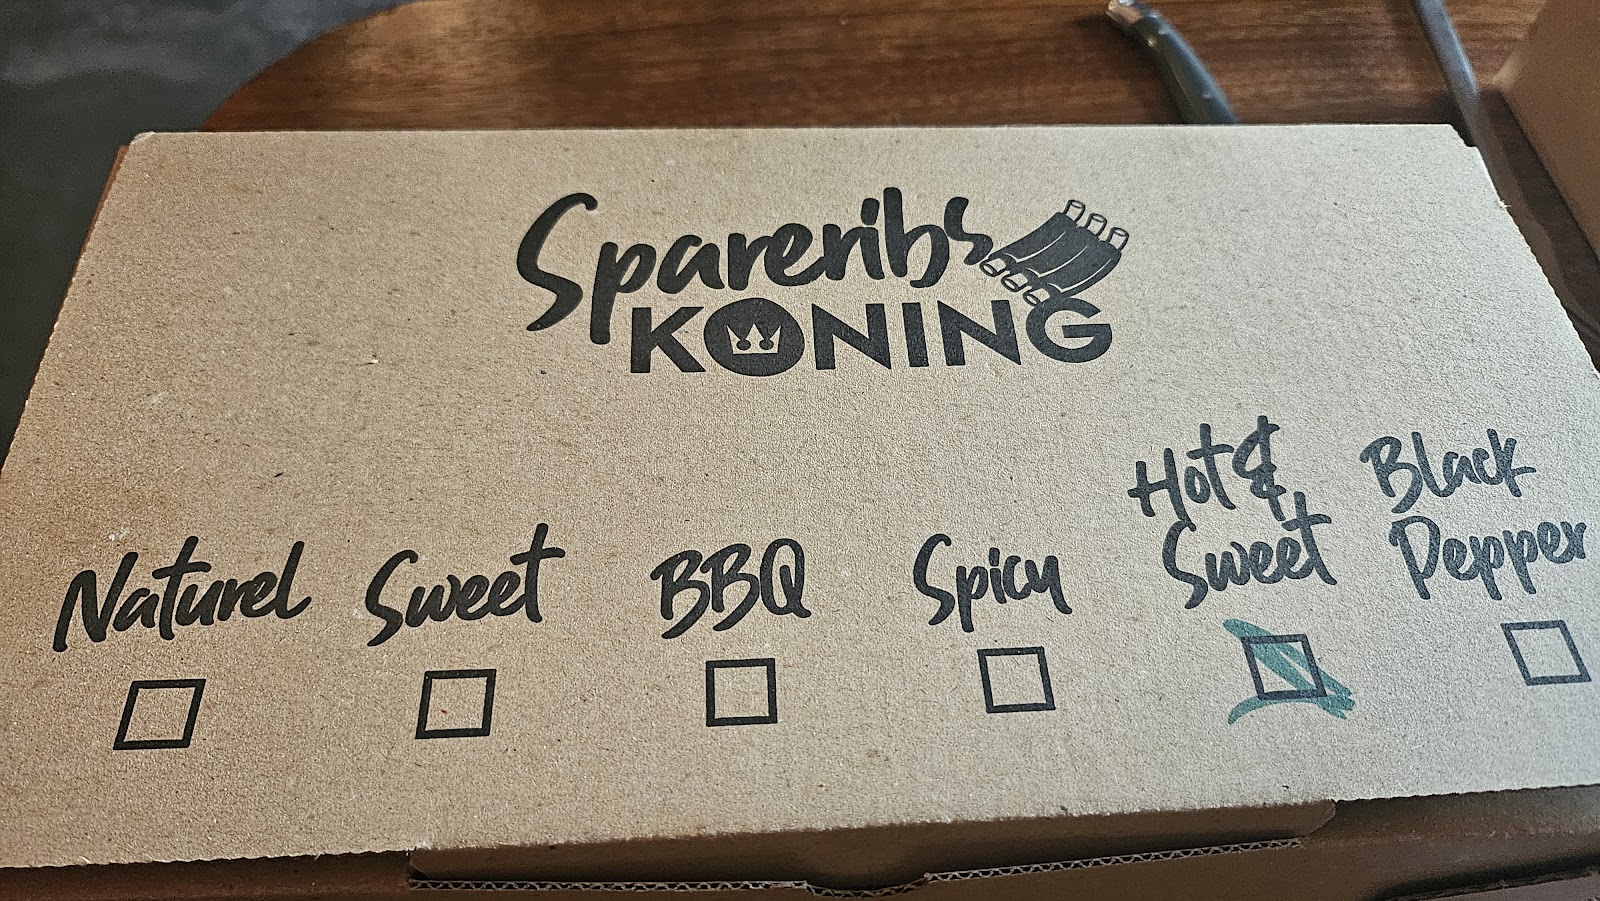 Spareribs
KONING
Naturel
Sweet
BBQ
Spicy
Hot &
Sweet
Black
Pepper